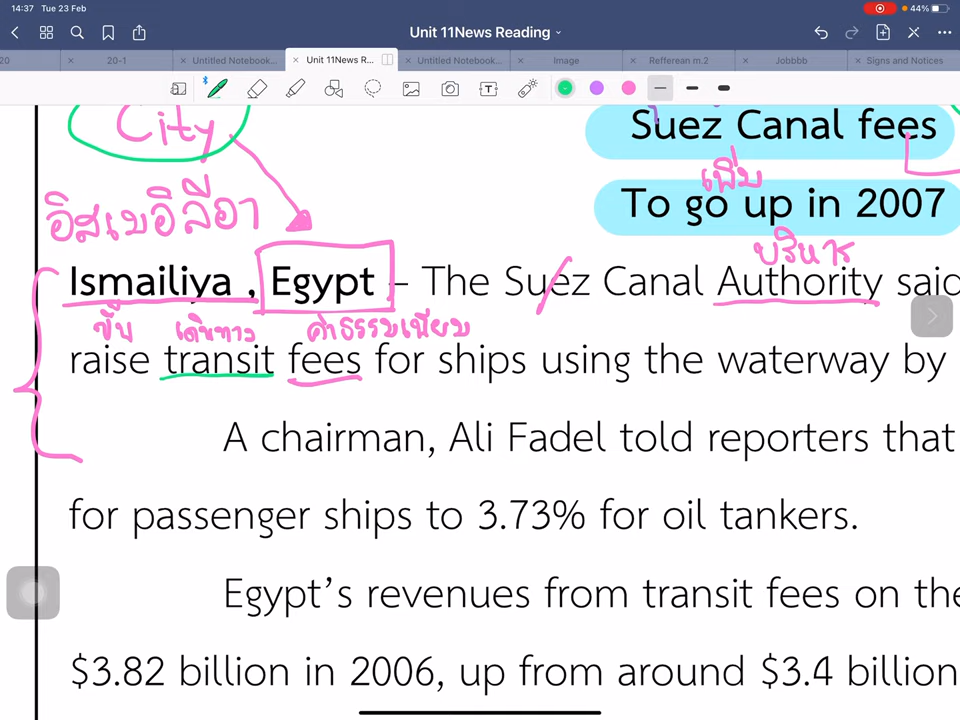 14:37 Tue 23 Feb 44%
Unit 11News Reading
20 20-1 Untitled Notebook... Unit 11News R... Untitled Notebook... Image Refferean m.2 Jobbbb Signs and Notices
City
Suez Canal fees
เพิ่ม
To go up in 2007
อิสเมอิลีอา
บริหาร
Ismailiya , Egypt – The Suez Canal Authority said
ขึ้น เดินทาง ค่าธรรมเนียม
raise transit fees for ships using the waterway by
A chairman, Ali Fadel told reporters that
for passenger ships to 3.73% for oil tankers.
Egypt's revenues from transit fees on the
$3.82 billion in 2006, up from around $3.4 billion